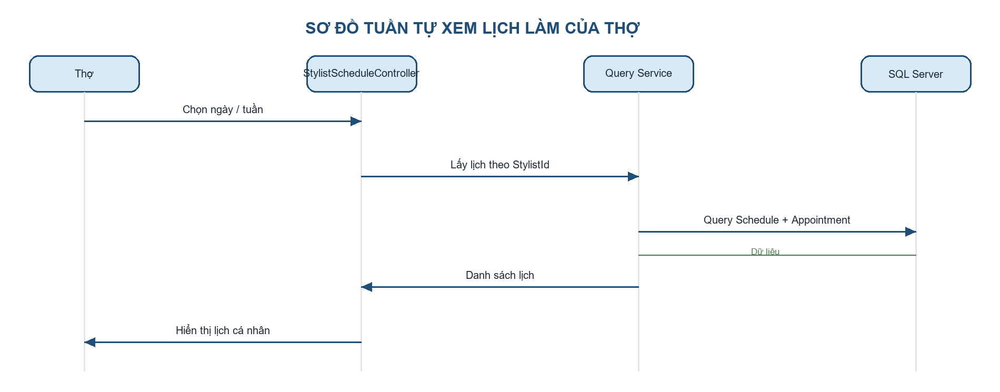 SƠ ĐỒ TUẦN TỰ XEM LỊCH LÀM CỦA THỢ
Thợ
StylistScheduleController
Query Service
SQL Server
Chọn ngày / tuần
Lấy lịch theo StylistId
Query Schedule + Appointment
Dữ liệu
Danh sách lịch
Hiển thị lịch cá nhân